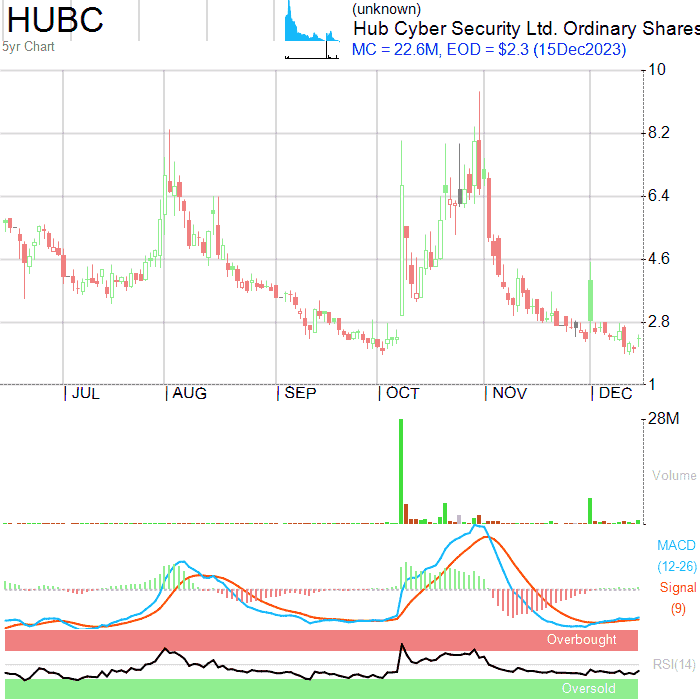 HUBC
5yr Chart
(unknown)
Hub Cyber Security Ltd. Ordinary Shares
MC = 22.6M, EOD = $2.3 (15Dec2023)
10
8.2
6.4
4.6
2.8
1
JUL AUG SEP OCT NOV DEC
28M
Volume
MACD
(12-26)
Signal
(9)
Overbought
RSI(14)
Oversold